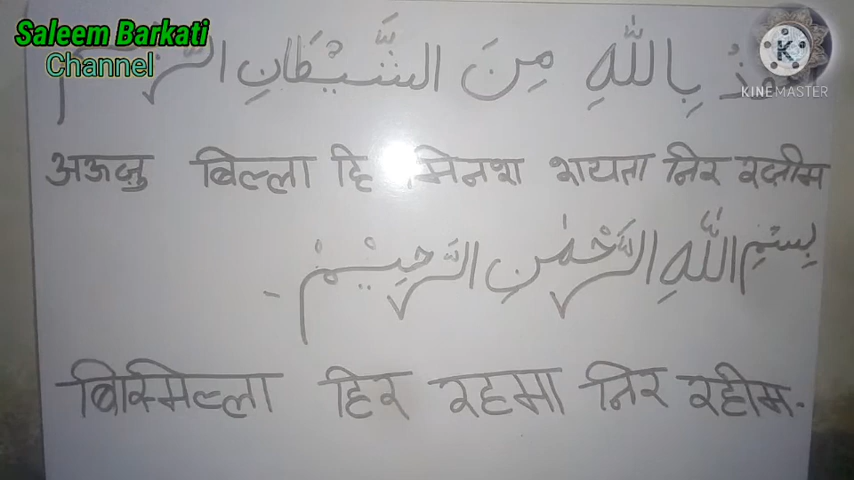 Saleem Barkati
Channel
KINEMASTER
بِاللّٰهِ مِنَ الشَّيْطَانِ
अऊज़ु बिल्ला हि मिनश शयता निर रजीम
بِسْمِ اللّٰهِ الرَّحْمٰنِ الرَّحِيْمِ -
बिस्मिल्ला हिर रहमा निर रहीम.